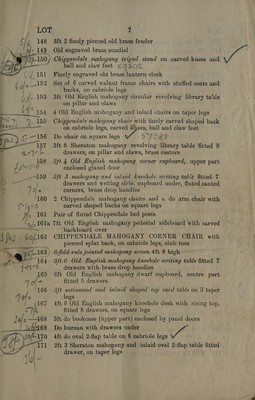 LOT 7
148 3ft 2 finely pierced old brass fender
149 Old engraved brass sundial
150 Chippendale mahogany tripod stand on carved knees and
ball and claw feet
151 Finely engraved old brass lantern clock
152 Set of 6 carved walnut frame chairs with stuffed seats and
backs, on cabriole legs
153 3ft Old English mahogany circular revolving library table
on pillar and claws
154 4 Old English mahogany and inlaid chairs on taper legs
155 Chippendale mahogany chair with finely carved shaped back
on cabriole legs, carved knees, ball and claw feet
156 Do chair on square legs
157 3ft 8 Sheraton mahogany revolving library table fitted 8
drawers, on pillar and claws, brass castors
158 2ft 4 Old English mahogany corner cupboard, upper part
enclosed glazed door
159 3ft 3 mahogany and inlaid kneehole writing table fitted 7
drawers and writing slide, cupboard under, fluted canted
corners, brass drop handles
160 2 Chippendale mahogany chairs and a do arm chair with
carved shaped backs on square legs
161 Pair of fluted Chippendale bed posts
161a 7ft Old English mahogany pedestal sideboard with carved
backboard over
162 CHIPPENDALE MAHOGANY CORNER CHAIR with
pierced splat back, on cabriole legs, club toes
163 6-fold rule jointed mahogany screen 4ft 8 high
164 3ft 6 Old English mahogany kneehole writing table fitted 7
drawers with brass drop handles
165 6ft Old English mahogany dwarf cupboard, centre part
fitted 5 drawers
166 3ft satinwood and inlaid shaped top card table on 5 taper
legs
167 4ft 6 Old English mahogany kneehole desk with rising top,
fitted 8 drawers, on square legs
168 3ft do bookcase (upper part) enclosed by panel doors
169 Do bureau with drawers under
170 4ft do oval 2-flap table on 6 cabriole legs
171 2ft 3 Sheraton mahogany and inlaid oval 2-flap table fitted
drawer, on taper legs